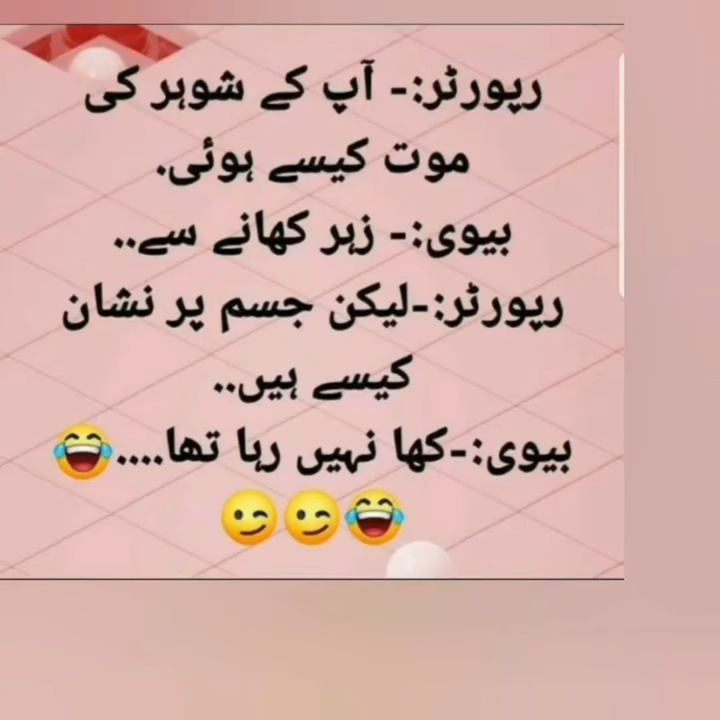 رپورٹر:- آپ کے شوہر کی
موت کیسے ہوئی.
بیوی:- زہر کھانے سے..
رپورٹر:-لیکن جسم پر نشان
کیسے ہیں..
بیوی:-کھا نہیں رہا تھا....😂
😂😉😉